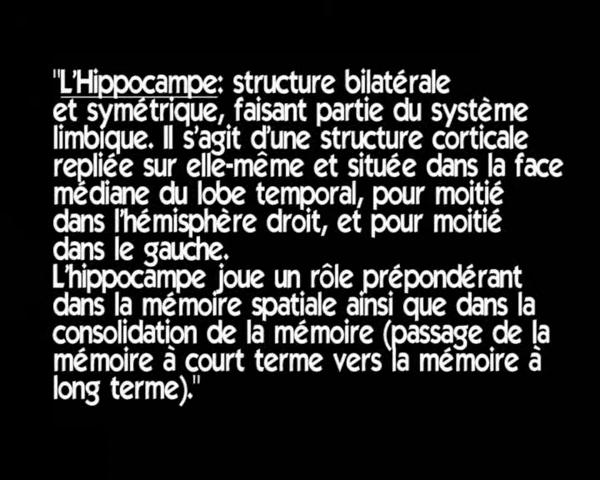 "L'Hippocampe: structure bilatérale
et symétrique, faisant partie du système
limbique. Il s'agit d'une structure corticale
repliée sur elle-même et située dans la face
médiane du lobe temporal, pour moitié
dans l'hémisphère droit, et pour moitié
dans le gauche.
L'hippocampe joue un rôle prépondérant
dans la mémoire spatiale ainsi que dans la
consolidation de la mémoire (passage de la
mémoire à court terme vers la mémoire à
long terme)."